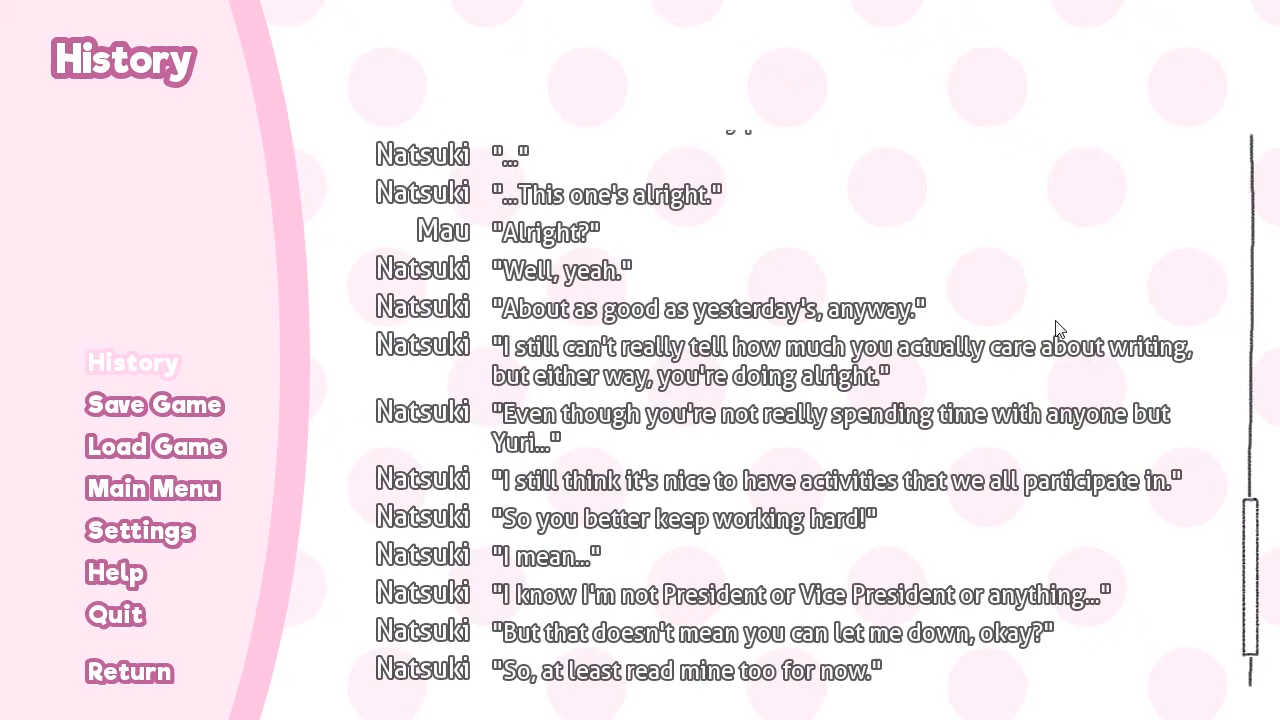 History
Natsuki "..."
Natsuki "...This one's alright."
Mau "Alright?"
Natsuki "Well, yeah."
Natsuki "About as good as yesterday's, anyway."
Natsuki "I still can't really tell how much you actually care about writing,
but either way, you're doing alright."
Natsuki "Even though you're not really spending time with anyone but
Yuri..."
Natsuki "I still think it's nice to have activities that we all participate in."
Natsuki "So you better keep working hard!"
Natsuki "I mean..."
Natsuki "I know I'm not President or Vice President or anything..."
Natsuki "But that doesn't mean you can let me down, okay?"
Natsuki "So, at least read mine too for now."
History
Save Game
Load Game
Main Menu
Settings
Help
Quit
Return